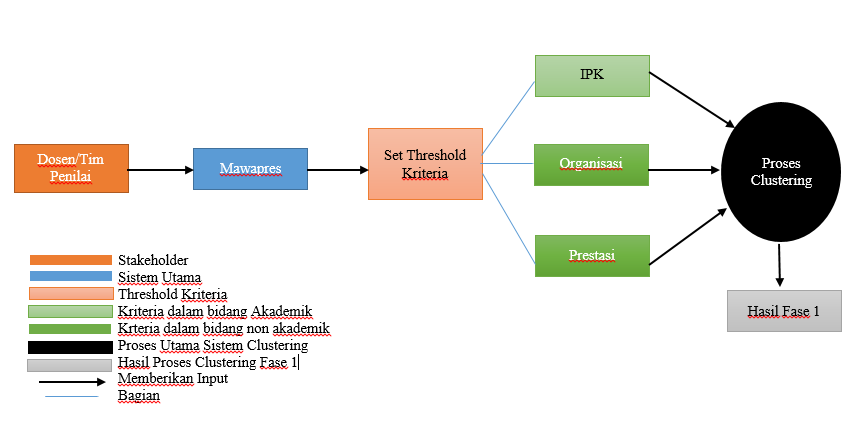 IPK
Dosen/Tim
Penilai
Mawapres
Set Threshold
Kriteria
Organisasi
Proses
Clustering
Prestasi
Hasil Fase 1
Stakeholder
Sistem Utama
Threshold Kriteria
Kriteria dalam bidang Akademik
Krteria dalam bidang non akademik
Proses Utama Sistem Clustering
Hasil Proses Clustering Fase 1
Memberikan Input
Bagian